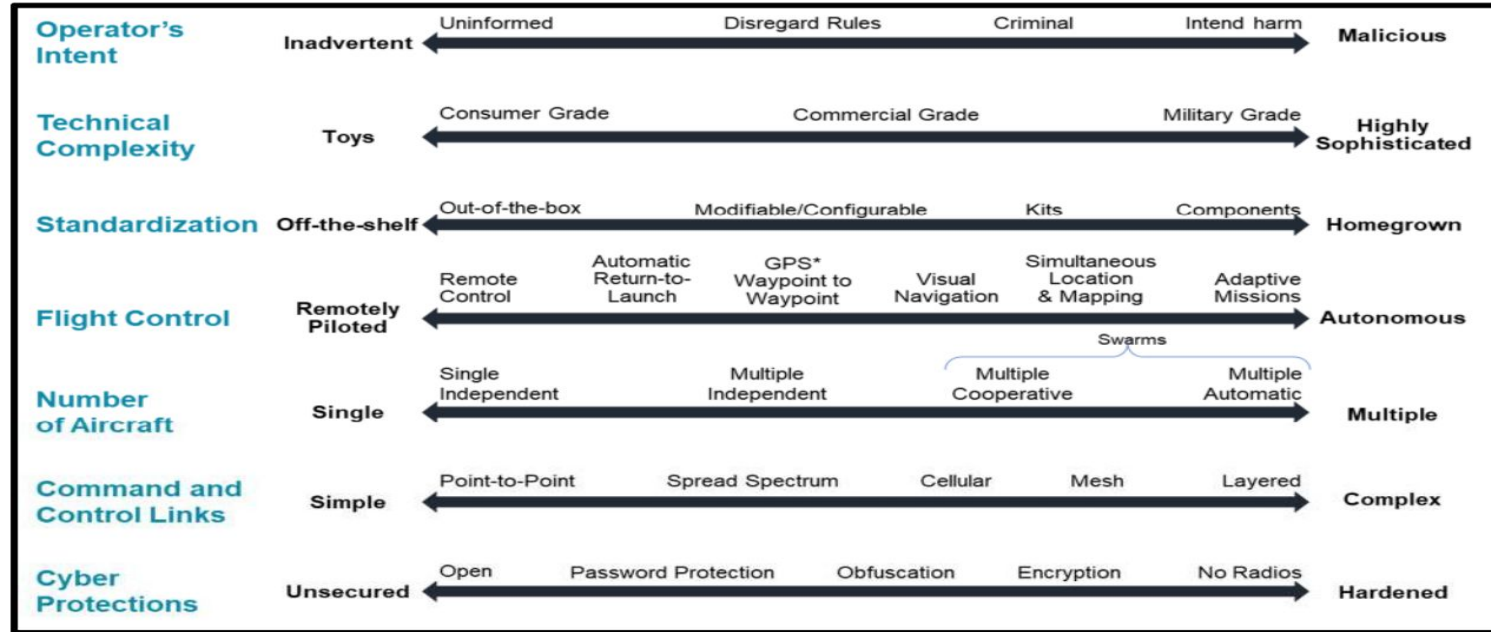 Operator's
Intent
Inadvertent
Uninformed
Disregard Rules
Criminal
Intend harm
Malicious
Technical
Complexity
Toys
Consumer Grade
Commercial Grade
Military Grade
Highly
Sophisticated
Standardization
Off-the-shelf
Out-of-the-box
Modifiable/Configurable
Kits
Components
Homegrown
Flight Control
Remotely
Piloted
Remote
Control
Automatic
Return-to-
Launch
GPS*
Waypoint to
Waypoint
Visual
Navigation
Simultaneous
Location
& Mapping
Adaptive
Missions
Autonomous
Swarms
Number
of Aircraft
Single
Single
Independent
Multiple
Independent
Multiple
Cooperative
Multiple
Automatic
Multiple
Command and
Control Links
Simple
Point-to-Point
Spread Spectrum
Cellular
Mesh
Layered
Complex
Cyber
Protections
Unsecured
Open
Password Protection
Obfuscation
Encryption
No Radios
Hardened